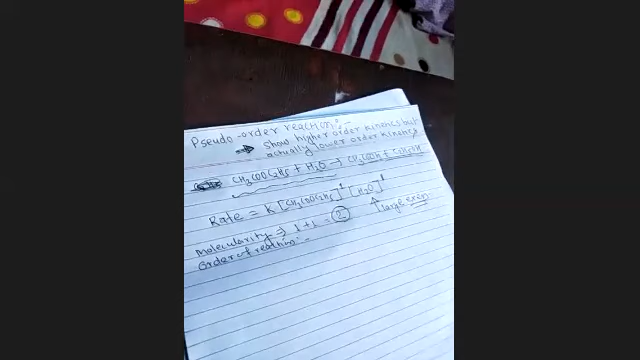 Pseudo-order reaction:-
→ show higher order kinetics but
actually lower order kinetics
CH3COOC2H5 + H2O → CH3COOH + C2H5OH
Rate = K [CH3COOC2H5]¹ [H2O]¹
↑ large excess
Molecularity ⇒ 1+1 = 2
Order of reaction:-